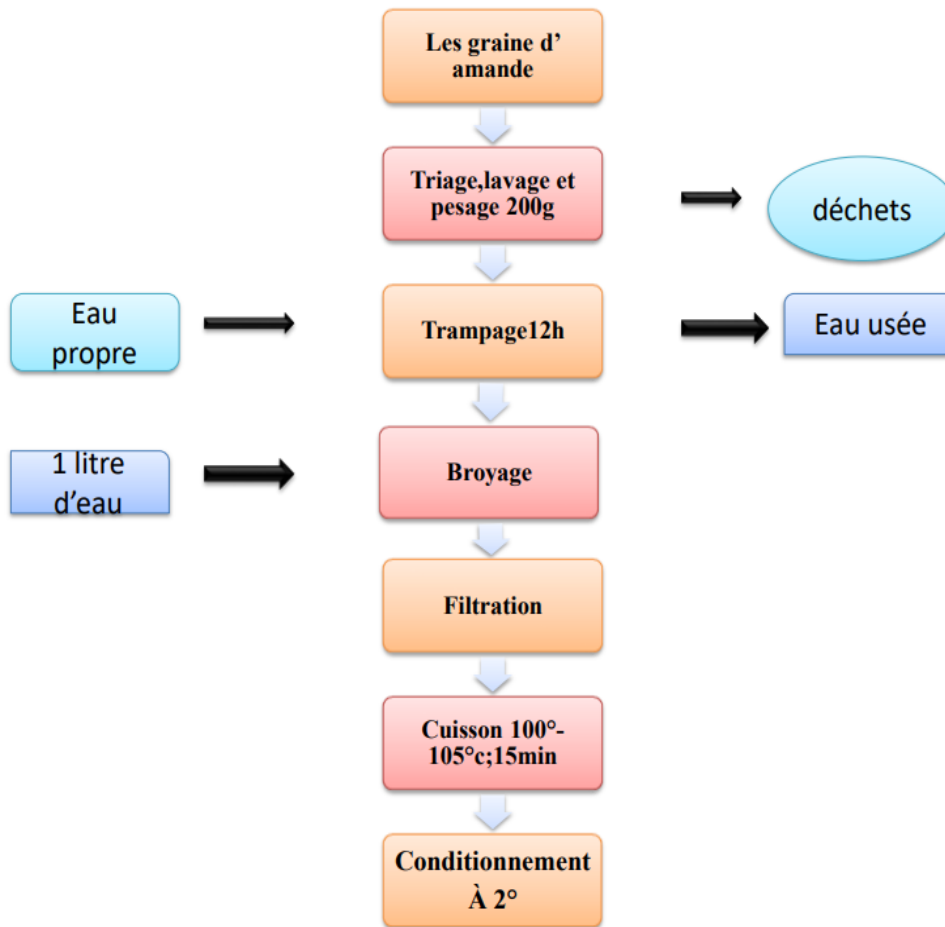 Les graine d'
amande
Triage,lavage et
pesage 200g
déchets
Eau
propre
Trampage12h
Eau usée
1 litre
d'eau
Broyage
Filtration
Cuisson 100°-
105°c;15min
Conditionnement
À 2°